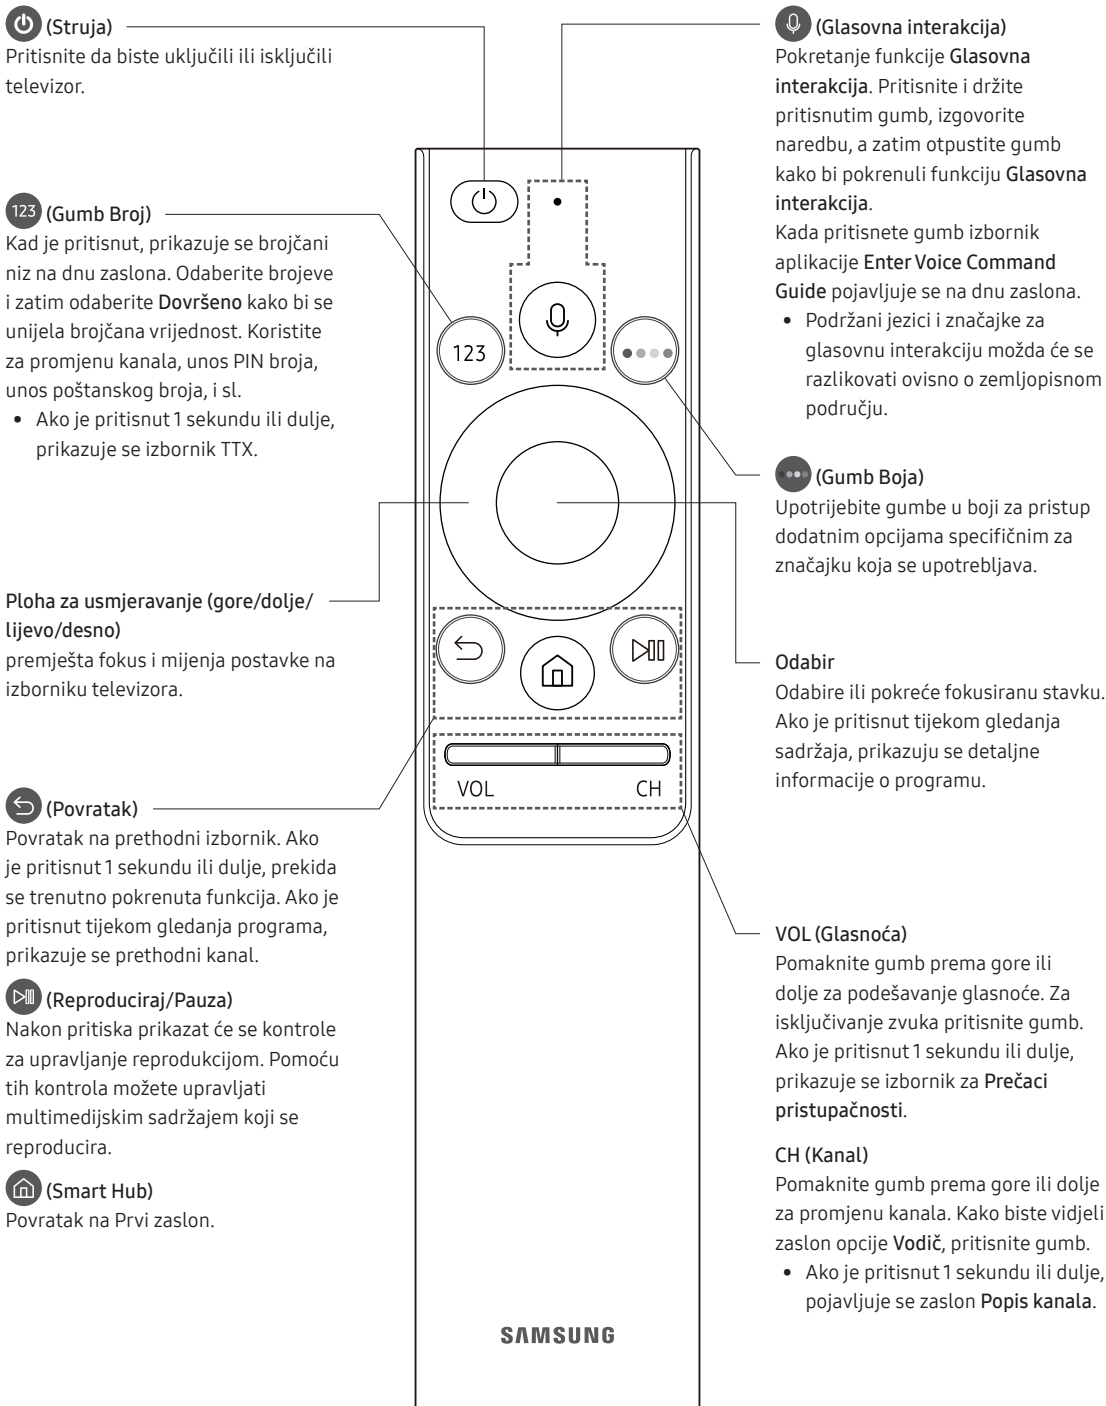 (Struja)
Pritisnite da biste uključili ili isključili
televizor.
123 (Gumb Broj)
Kad je pritisnut, prikazuje se brojčani
niz na dnu zaslona. Odaberite brojeve
i zatim odaberite Dovršeno kako bi se
unijela brojčana vrijednost. Koristite
za promjenu kanala, unos PIN broja,
unos poštanskog broja, i sl.
• Ako je pritisnut 1 sekundu ili dulje,
prikazuje se izbornik TTX.
Ploha za usmjeravanje (gore/dolje/
lijevo/desno)
premješta fokus i mijenja postavke na
izborniku televizora.
(Povratak)
Povratak na prethodni izbornik. Ako
je pritisnut 1 sekundu ili dulje, prekida
se trenutno pokrenuta funkcija. Ako je
pritisnut tijekom gledanja programa,
prikazuje se prethodni kanal.
(Reproduciraj/Pauza)
Nakon pritiska prikazat će se kontrole
za upravljanje reprodukcijom. Pomoću
tih kontrola možete upravljati
multimedijskim sadržajem koji se
reproducira.
(Smart Hub)
Povratak na Prvi zaslon.
123
VOL CH
SAMSUNG
(Glasovna interakcija)
Pokretanje funkcije Glasovna
interakcija. Pritisnite i držite
pritisnutim gumb, izgovorite
naredbu, a zatim otpustite gumb
kako bi pokrenuli funkciju Glasovna
interakcija.
Kada pritisnete gumb izbornik
aplikacije Enter Voice Command
Guide pojavljuje se na dnu zaslona.
• Podržani jezici i značajke za
glasovnu interakciju možda će se
razlikovati ovisno o zemljopisnom
području.
(Gumb Boja)
Upotrijebite gumbe u boji za pristup
dodatnim opcijama specifičnim za
značajku koja se upotrebljava.
Odabir
Odabire ili pokreće fokusiranu stavku.
Ako je pritisnut tijekom gledanja
sadržaja, prikazuju se detaljne
informacije o programu.
VOL (Glasnoća)
Pomaknite gumb prema gore ili
dolje za podešavanje glasnoće. Za
isključivanje zvuka pritisnite gumb.
Ako je pritisnut 1 sekundu ili dulje,
prikazuje se izbornik za Prečaci
pristupačnosti.
CH (Kanal)
Pomaknite gumb prema gore ili dolje
za promjenu kanala. Kako biste vidjeli
zaslon opcije Vodič, pritisnite gumb.
• Ako je pritisnut 1 sekundu ili dulje,
pojavljuje se zaslon Popis kanala.